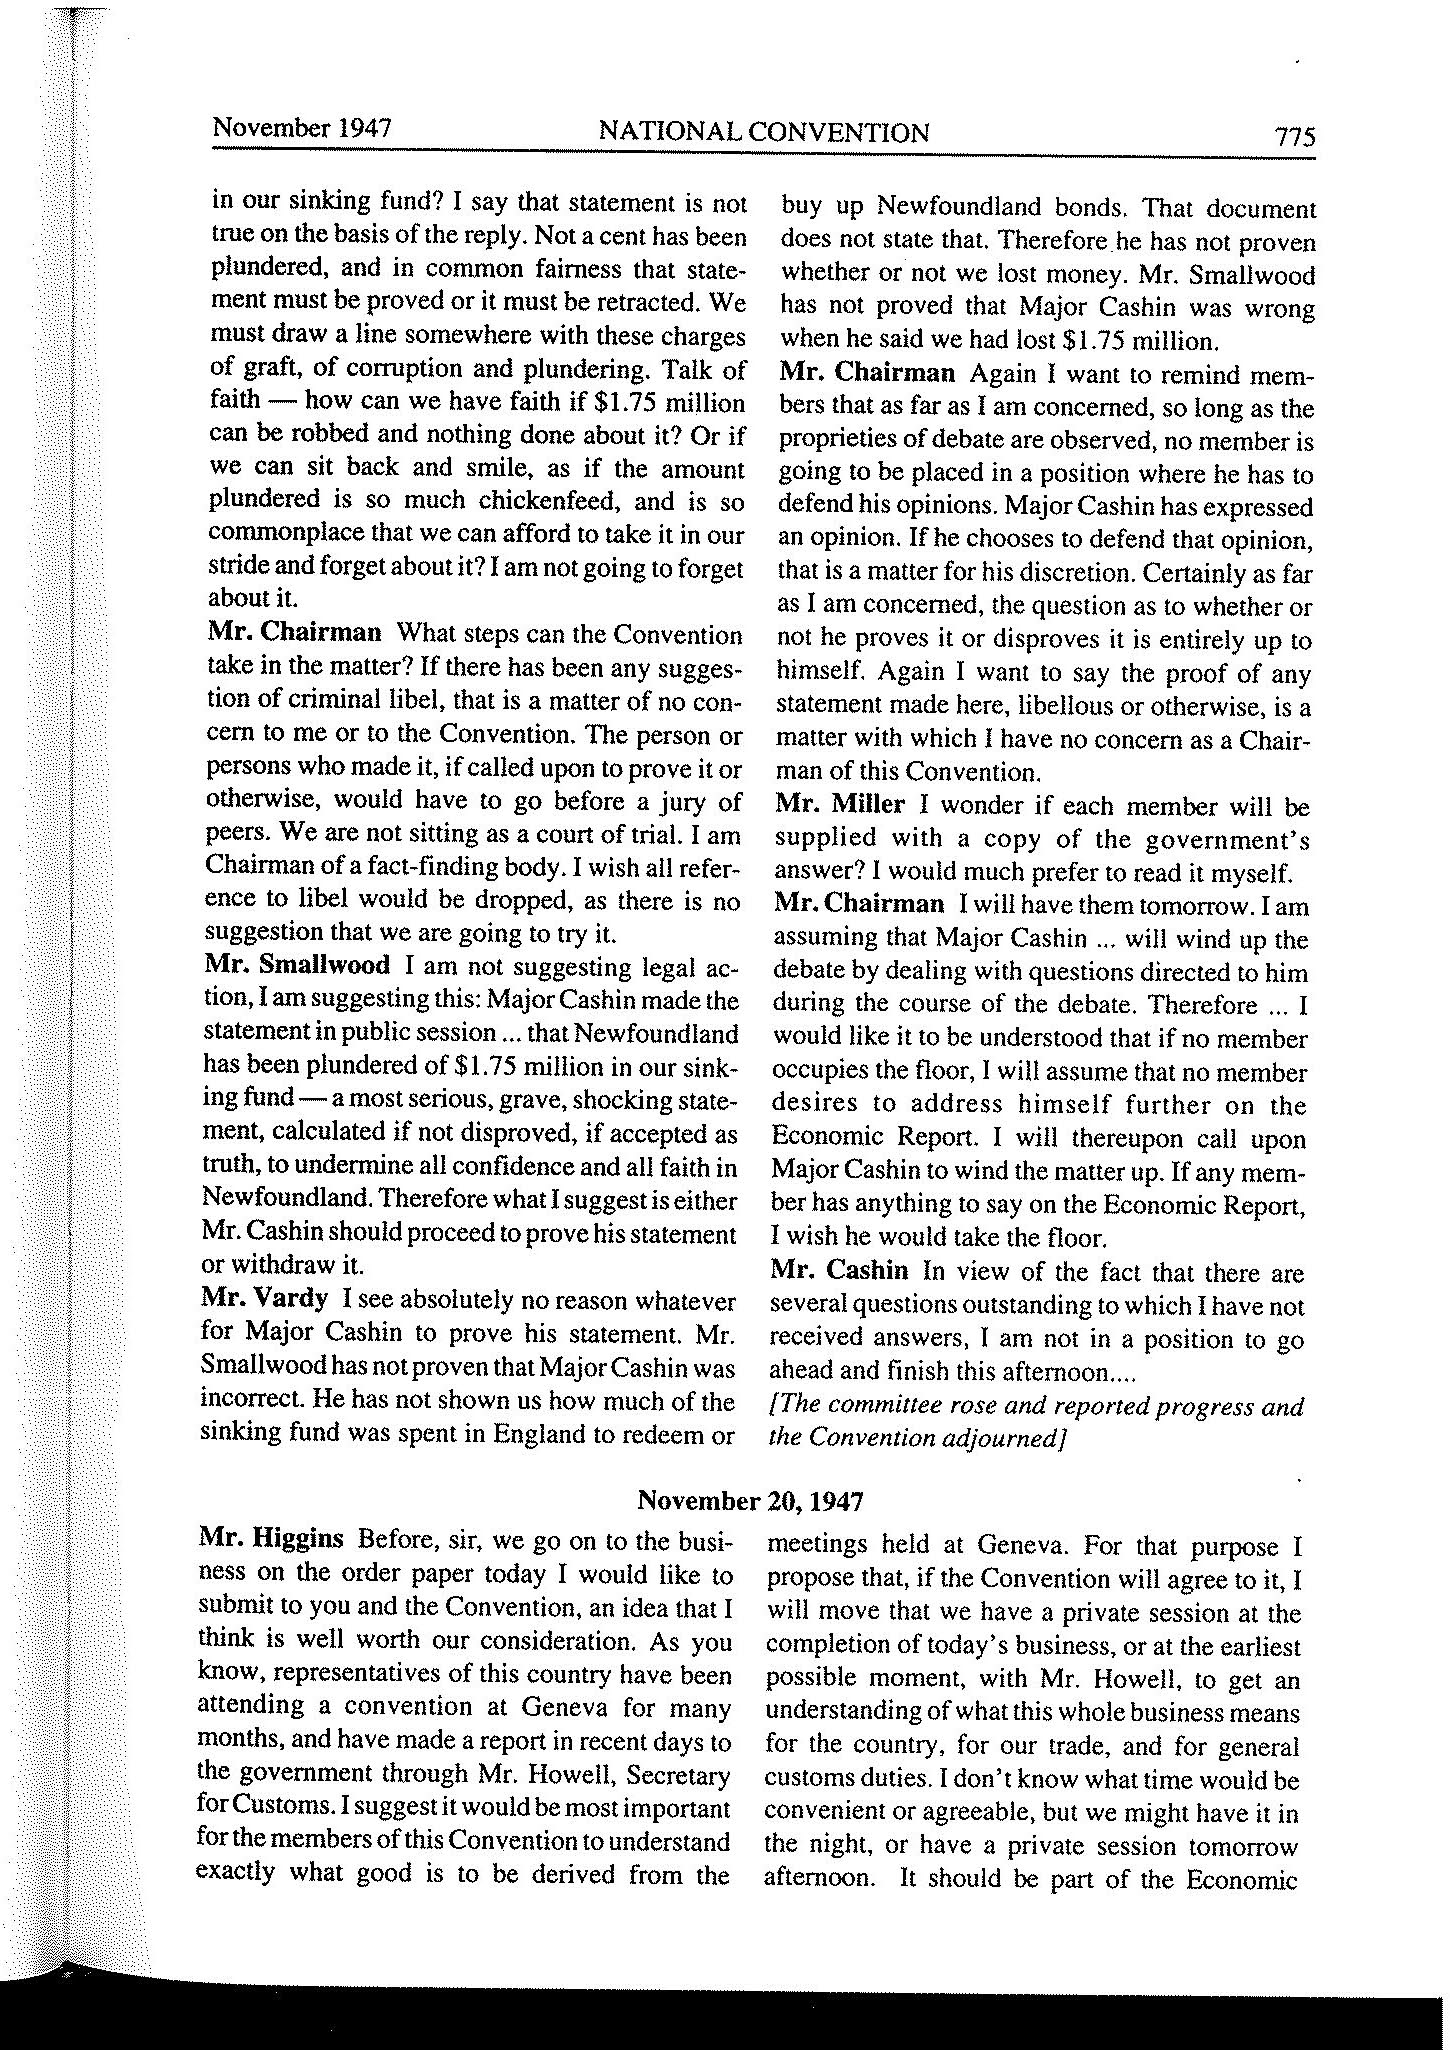 November 1947
NATIONAL CONVENTION
775
in our sinking fund? I say that statement is not
true on the basis of the reply. Not a cent has been
plundered, and in common fairness that state-
ment must be proved or it must be retracted. We
must draw a line somewhere with these charges
of graft, of corruption and plundering. Talk of
faith — how can we have faith if $1.75 million
can be robbed and nothing done about it? Or if
we can sit back and smile, as if the amount
plundered is so much chickenfeed, and is so
commonplace that we can afford to take it in our
stride and forget about it? I am not going to forget
about it.
Mr. Chairman What steps can the Convention
take in the matter? If there has been any sugges-
tion of criminal libel, that is a matter of no con-
cern to me or to the Convention. The person or
persons who made it, if called upon to prove it or
otherwise, would have to go before a jury of
peers. We are not sitting as a court of trial. I am
Chairman of a fact-finding body. I wish all refer-
ence to libel would be dropped, as there is no
suggestion that we are going to try it.
Mr. Smallwood I am not suggesting legal ac-
tion, I am suggesting this: Major Cashin made the
statement in public session ... that Newfoundland
has been plundered of $1.75 million in our sink-
ing fund — a most serious, grave, shocking state-
ment, calculated if not disproved, if accepted as
truth, to undermine all confidence and all faith in
Newfoundland. Therefore what I suggest is either
Mr. Cashin should proceed to prove his statement
or withdraw it.
Mr. Vardy I see absolutely no reason whatever
for Major Cashin to prove his statement. Mr.
Smallwood has not proven that Major Cashin was
incorrect. He has not shown us how much of the
sinking fund was spent in England to redeem or
buy up Newfoundland bonds. That document
does not state that. Therefore he has not proven
whether or not we lost money. Mr. Smallwood
has not proved that Major Cashin was wrong
when he said we had lost $1.75 million.
Mr. Chairman Again I want to remind mem-
bers that as far as I am concerned, so long as the
proprieties of debate are observed, no member is
going to be placed in a position where he has to
defend his opinions. Major Cashin has expressed
an opinion. If he chooses to defend that opinion,
that is a matter for his discretion. Certainly as far
as I am concerned, the question as to whether or
not he proves it or disproves it is entirely up to
himself. Again I want to say the proof of any
statement made here, libellous or otherwise, is a
matter with which I have no concern as a Chair-
man of this Convention.
Mr. Miller I wonder if each member will be
supplied with a copy of the government's
answer? I would much prefer to read it myself.
Mr. Chairman I will have them tomorrow. I am
assuming that Major Cashin ... will wind up the
debate by dealing with questions directed to him
during the course of the debate. Therefore ... I
would like it to be understood that if no member
occupies the floor, I will assume that no member
desires to address himself further on the
Economic Report. I will thereupon call upon
Major Cashin to wind the matter up. If any mem-
ber has anything to say on the Economic Report,
I wish he would take the floor.
Mr. Cashin In view of the fact that there are
several questions outstanding to which I have not
received answers, I am not in a position to go
ahead and finish this afternoon....
[The committee rose and reported progress and
the Convention adjourned]
November 20, 1947
Mr. Higgins Before, sir, we go on to the busi-
ness on the order paper today I would like to
submit to you and the Convention, an idea that I
think is well worth our consideration. As you
know, representatives of this country have been
attending a convention at Geneva for many
months, and have made a report in recent days to
the government through Mr. Howell, Secretary
for Customs. I suggest it would be most important
for the members of this Convention to understand
exactly what good is to be derived from the
meetings held at Geneva. For that purpose I
propose that, if the Convention will agree to it, I
will move that we have a private session at the
completion of today's business, or at the earliest
possible moment, with Mr. Howell, to get an
understanding of what this whole business means
for the country, for our trade, and for general
customs duties. I don't know what time would be
convenient or agreeable, but we might have it in
the night, or have a private session tomorrow
afternoon. It should be part of the Economic